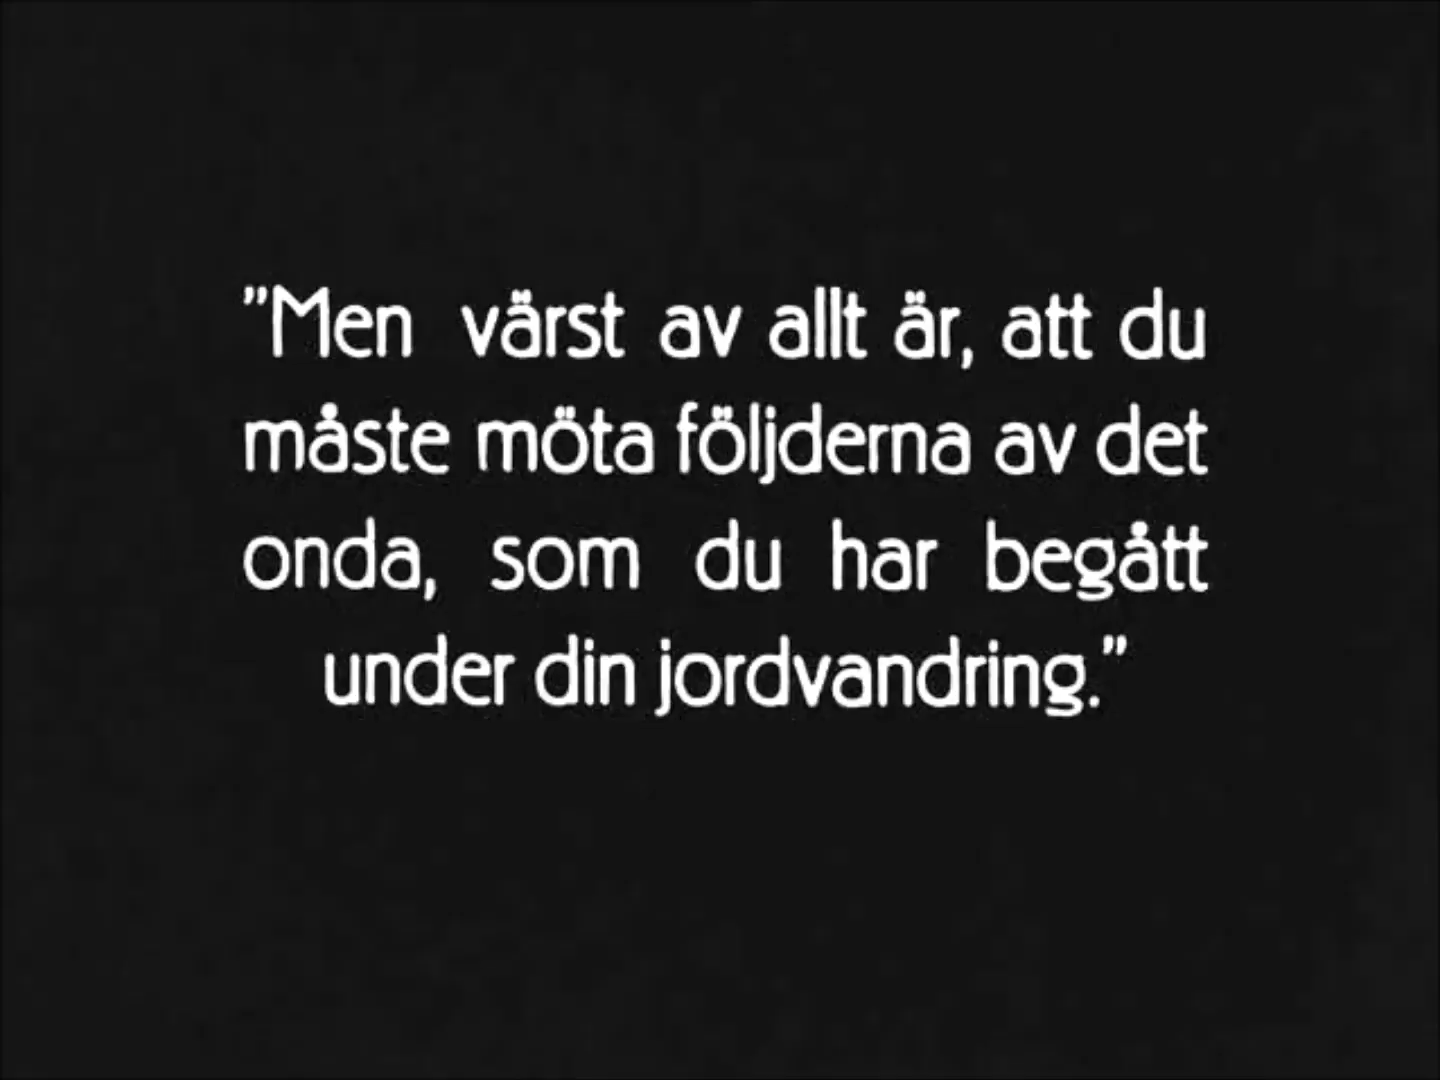 ”Men värst av allt är, att du
måste möta följderna av det
onda, som du har begått
under din jordvandring.”